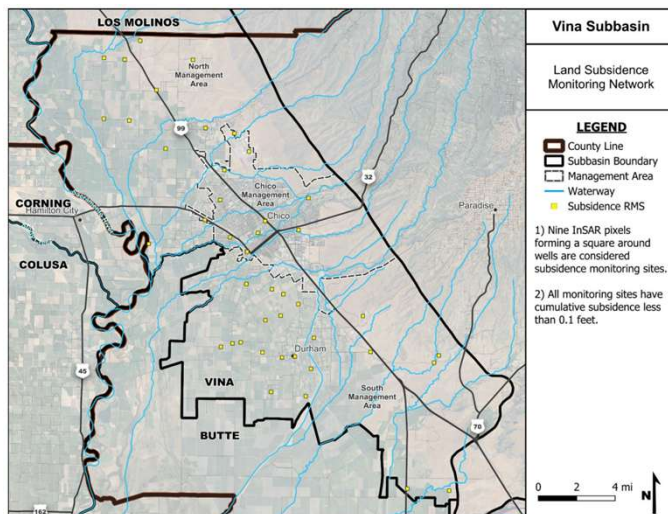 LOS MOLINOS
North
Management
Area
99
32
CORNING
Hamilton City
Chico
Management
Area
Chico
Paradise
COLUSA
Durham
45
VINA
South
Management
Area
BUTTE
70
162
Vina Subbasin
Land Subsidence
Monitoring Network
LEGEND
County Line
Subbasin Boundary
Management Area
Waterway
Subsidence RMS
1) Nine InSAR pixels
forming a square around
wells are considered
subsidence monitoring sites.
2) All monitoring sites have
cumulative subsidence less
than 0.1 feet.
0 2 4 mi
N